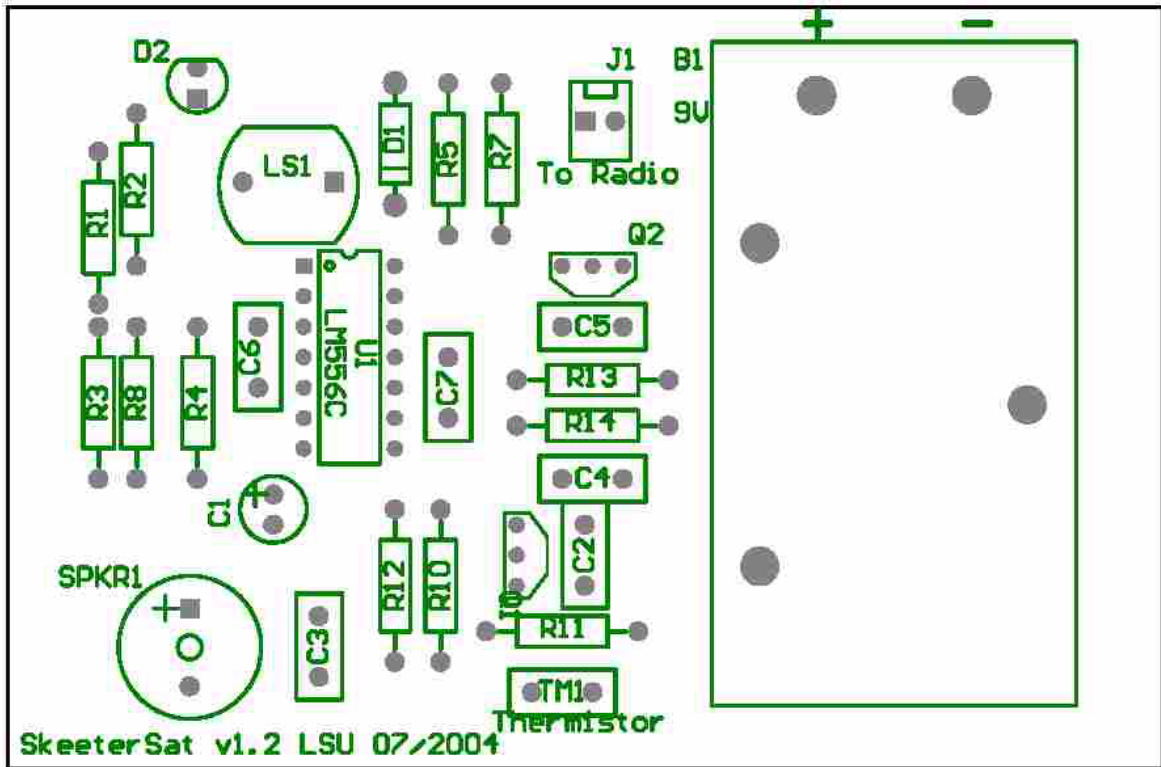 + -
D2
J1
B1
9V
D1
R5
R7
LS1
To Radio
R2
R1
Q2
C5
U1
LM556C
C6
C7
R13
R14
R3
R8
R4
C4
+
C1
C2
R12
R10
Q1
SPKR1
+
C3
R11
TM1
Thermistor
SkeeterSat v1.2 LSU 07/2004